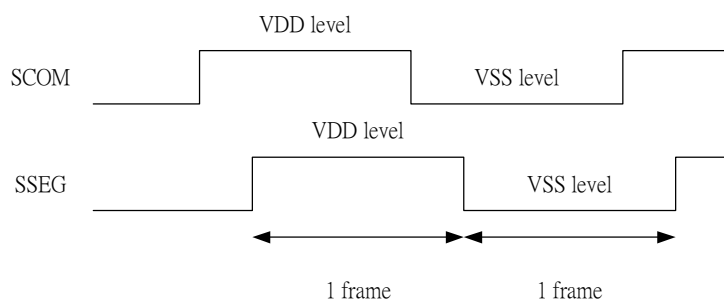 VDD level
SCOM
VSS level
VDD level
SSEG
VSS level
1 frame
1 frame